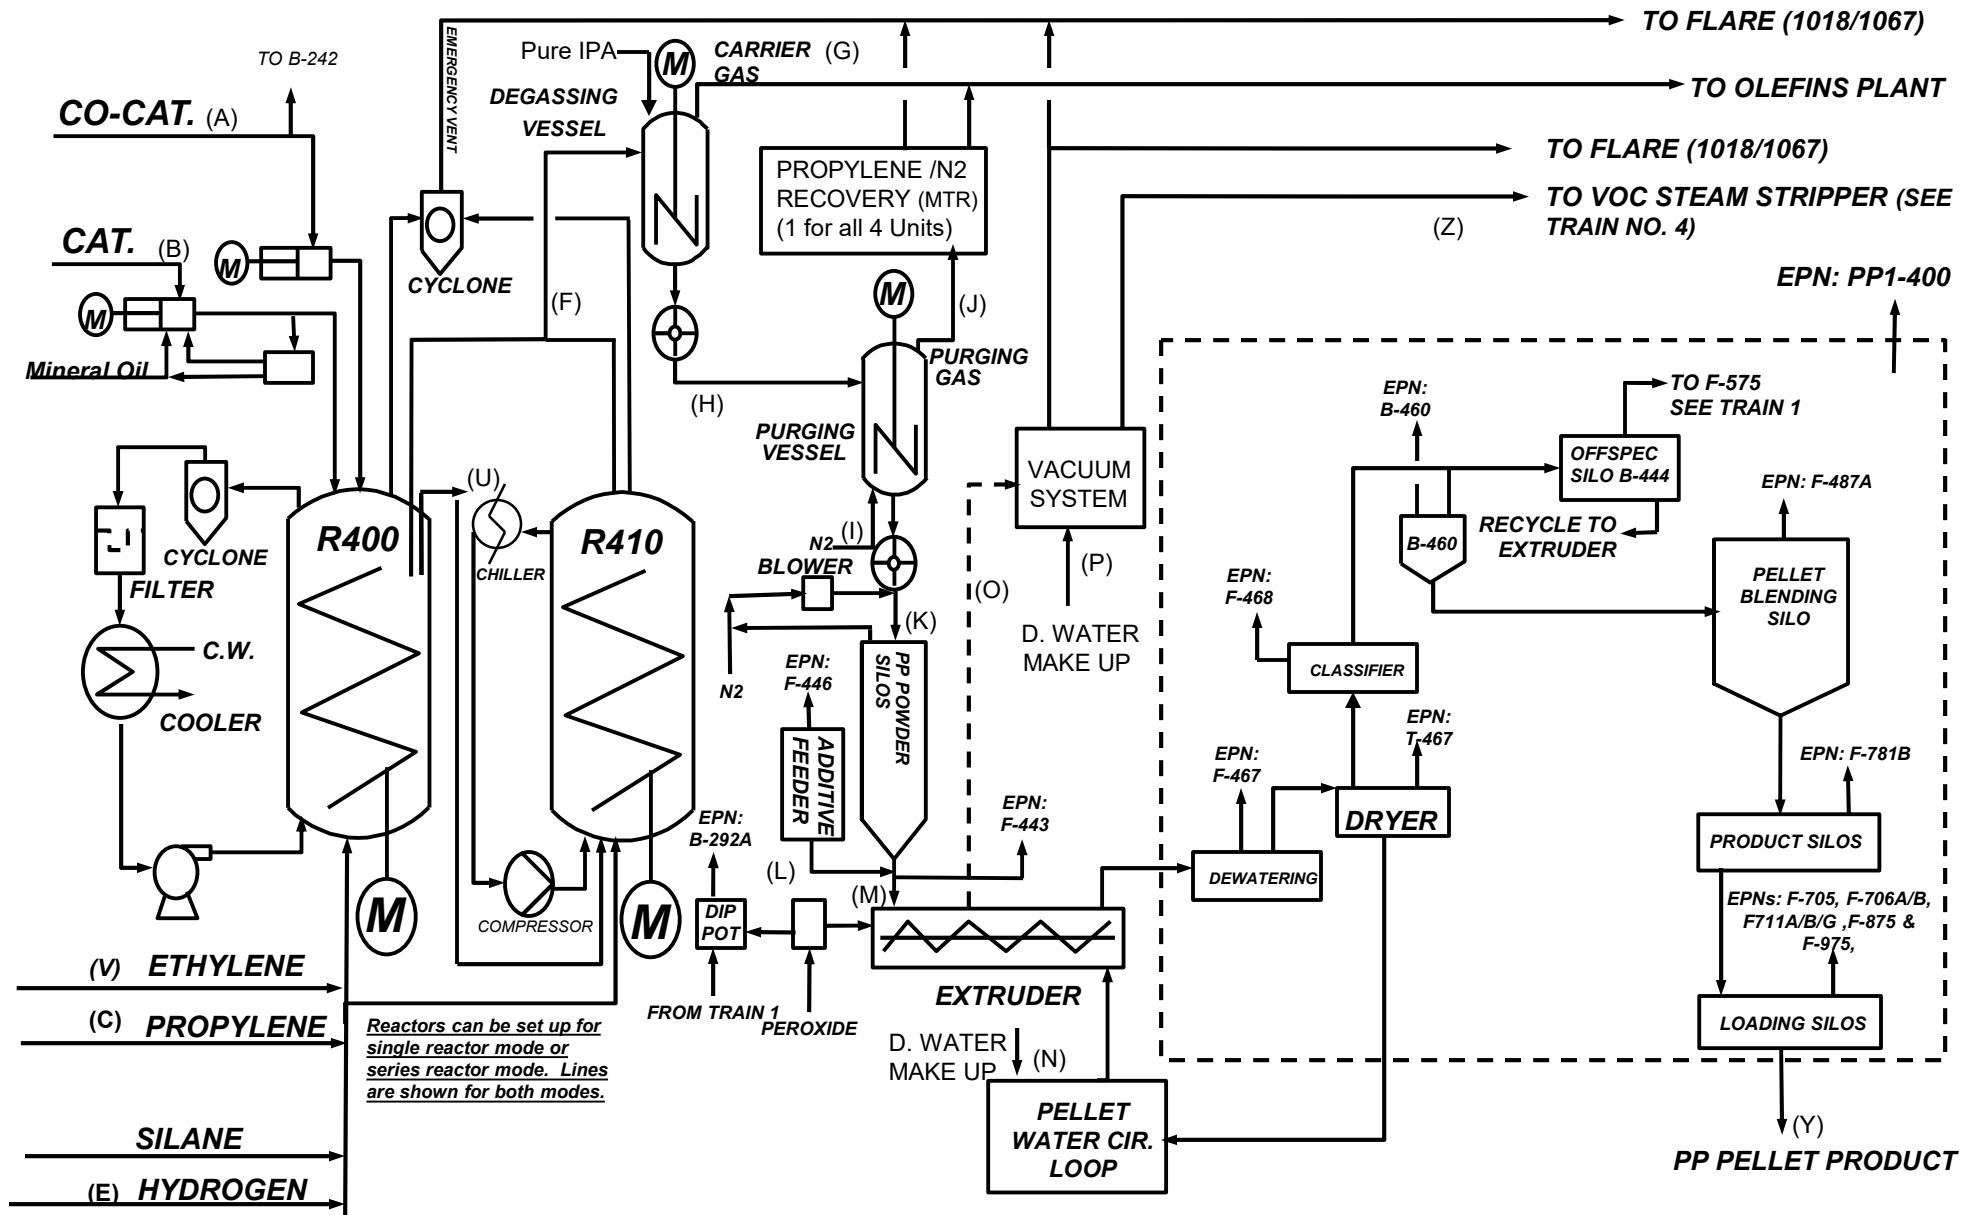 TO FLARE (1018/1067)
EMERGENCY VENT
Pure IPA
M
CARRIER (G)
GAS
TO B-242
DEGASSING
VESSEL
TO OLEFINS PLANT
CO-CAT. (A)
PROPYLENE /N2
RECOVERY (MTR)
(1 for all 4 Units)
TO FLARE (1018/1067)
TO VOC STEAM STRIPPER (SEE
TRAIN NO. 4)
(Z)
CAT. (B)
M
CYCLONE
EPN: PP1-400
M
(F)
M
(J)
Mineral Oil
PURGING
GAS
(H)
TO F-575
SEE TRAIN 1
EPN:
B-460
PURGING
VESSEL
OFFSPEC
SILO B-444
VACUUM
SYSTEM
(U)
EPN: F-487A
R400
R410
CYCLONE
CHILLER
(I)
N2
BLOWER
RECYCLE TO
EXTRUDER
B-460
FILTER
(P)
(O)
EPN:
F-468
PELLET
BLENDING
SILO
(K)
D. WATER
MAKE UP
C.W.
COOLER
N2
EPN:
F-446
PP POWDER
SILOS
CLASSIFIER
EPN:
T-467
EPN:
F-467
EPN: F-781B
ADDITIVE
FEEDER
EPN:
F-443
EPN:
B-292A
DRYER
PRODUCT SILOS
(L)
DEWATERING
M
COMPRESSOR
M
DIP
POT
(M)
EPNs: F-705, F-706A/B,
F711A/B/G ,F-875 &
F-975,
(V) ETHYLENE
EXTRUDER
FROM TRAIN 1
PEROXIDE
(C) PROPYLENE
LOADING SILOS
Reactors can be set up for
single reactor mode or
series reactor mode. Lines
are shown for both modes.
D. WATER
MAKE UP
(N)
PELLET
WATER CIR.
LOOP
(Y)
SILANE
PP PELLET PRODUCT
(E) HYDROGEN